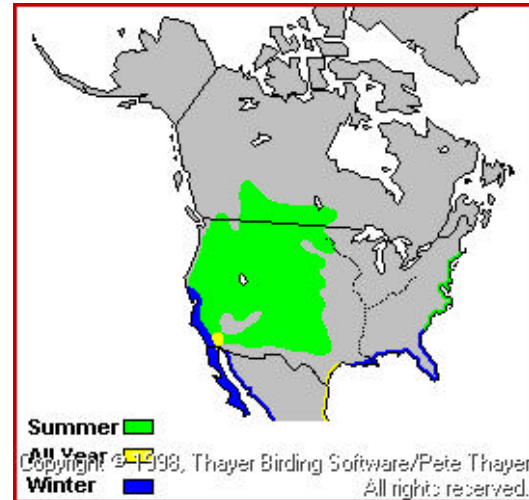 Summer
All Year
Copyright © 1998, Thayer Birding Software/Pete Thayer
Winter
All rights reserved.